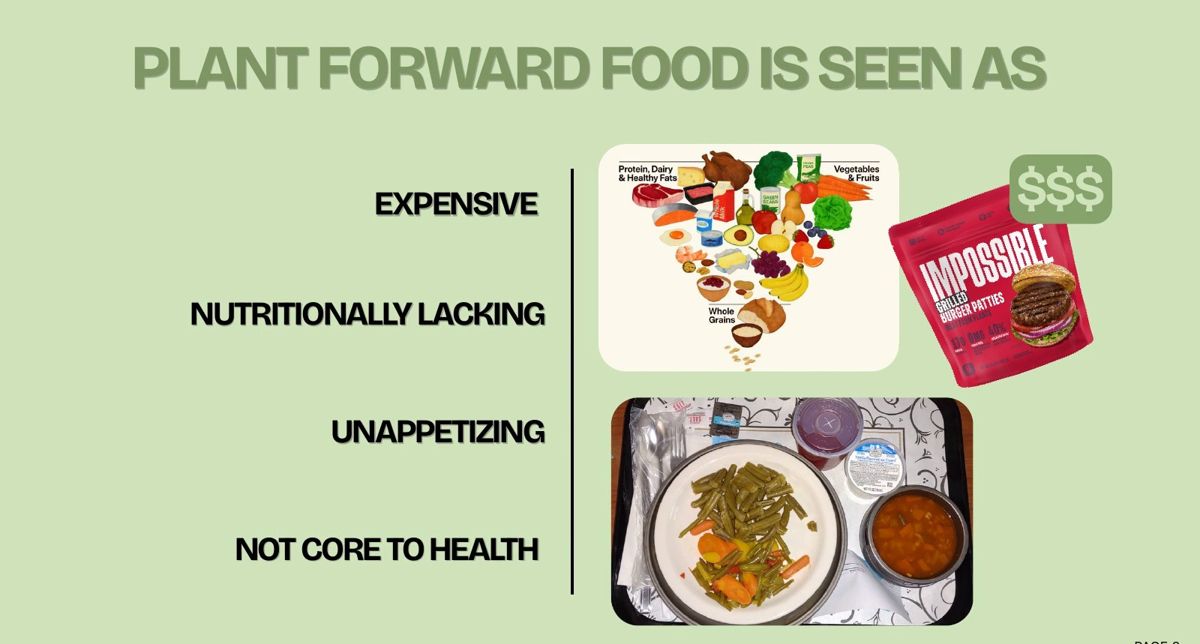 PLANT FORWARD FOOD IS SEEN AS
EXPENSIVE
NUTRITIONALLY LACKING
UNAPPETIZING
NOT CORE TO HEALTH
Protein, Dairy
& Healthy Fats
Vegetables
& Fruits
Whole
Grains
$$$
IMPOSSIBLE
GRILLED
BURGER PATTIES